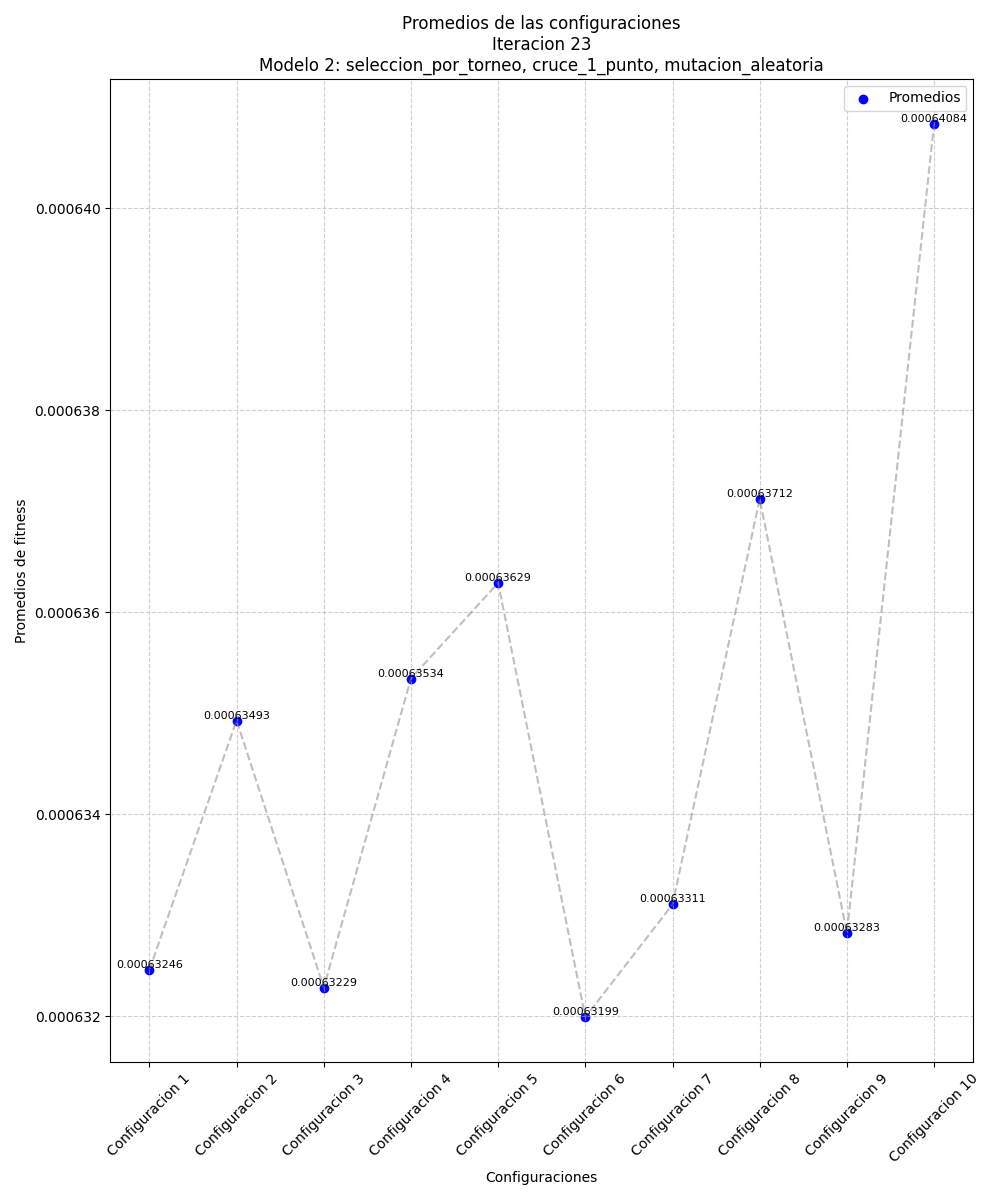 Promedios de las configuraciones
Iteracion 23
Modelo 2: seleccion_por_torneo, cruce_1_punto, mutacion_aleatoria
Promedios
0.00064084
0.000640
0.000638
0.00063712
0.00063629
0.000636
0.00063534
0.00063493
0.000634
0.00063311
0.00063283
0.00063246
0.00063229
0.00063199
0.000632
Promedios de fitness
Configuracion 1
Configuracion 2
Configuracion 3
Configuracion 4
Configuracion 5
Configuracion 6
Configuracion 7
Configuracion 8
Configuracion 9
Configuracion 10
Configuraciones